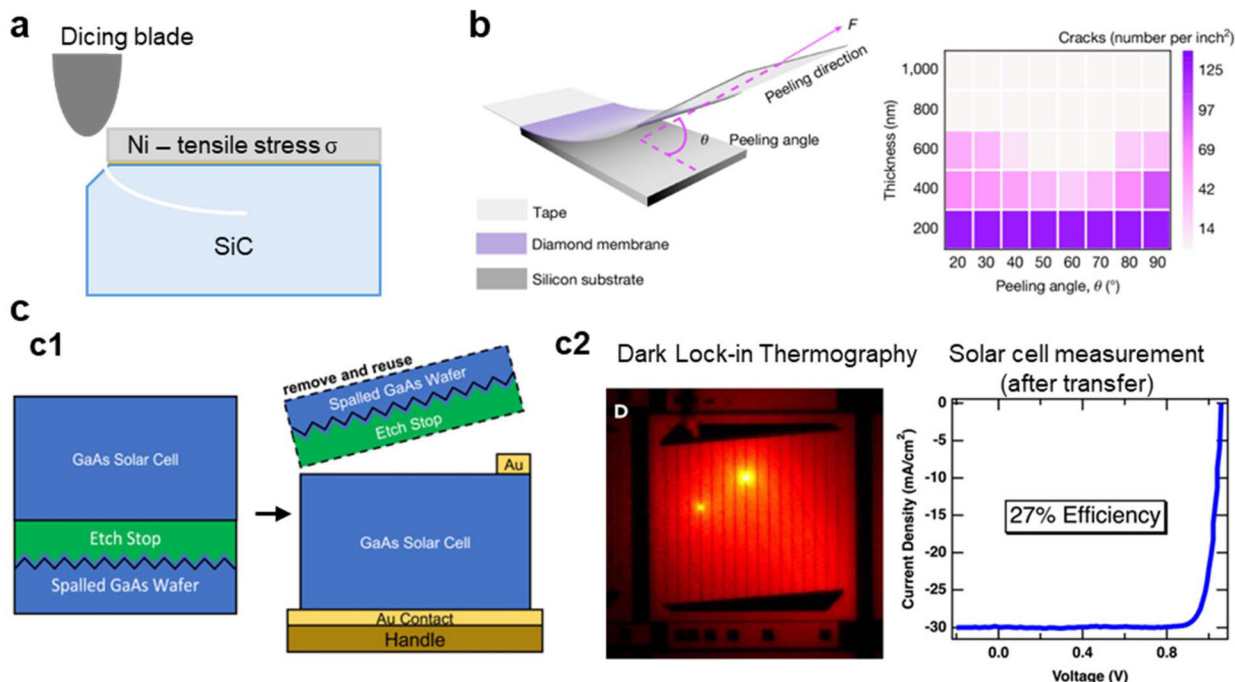 a
Dicing blade
Ni – tensile stress σ
SiC
b
F
Peeling direction
θ
Peeling angle
Tape
Diamond membrane
Silicon substrate
Cracks (number per inch²)
Thickness (nm)
1,000
800
600
400
200
20 30 40 50 60 70 80 90
Peeling angle, θ (°)
125
97
69
42
14
c
c1
GaAs Solar Cell
Etch Stop
Spalled GaAs Wafer
remove and reuse
Spalled GaAs Wafer
Etch Stop
Au
GaAs Solar Cell
Au Contact
Handle
c2
Dark Lock-in Thermography
D
Solar cell measurement
(after transfer)
Current Density (mA/cm²)
0
-5
-10
-15
-20
-25
-30
27% Efficiency
0.0 0.4 0.8
Voltage (V)